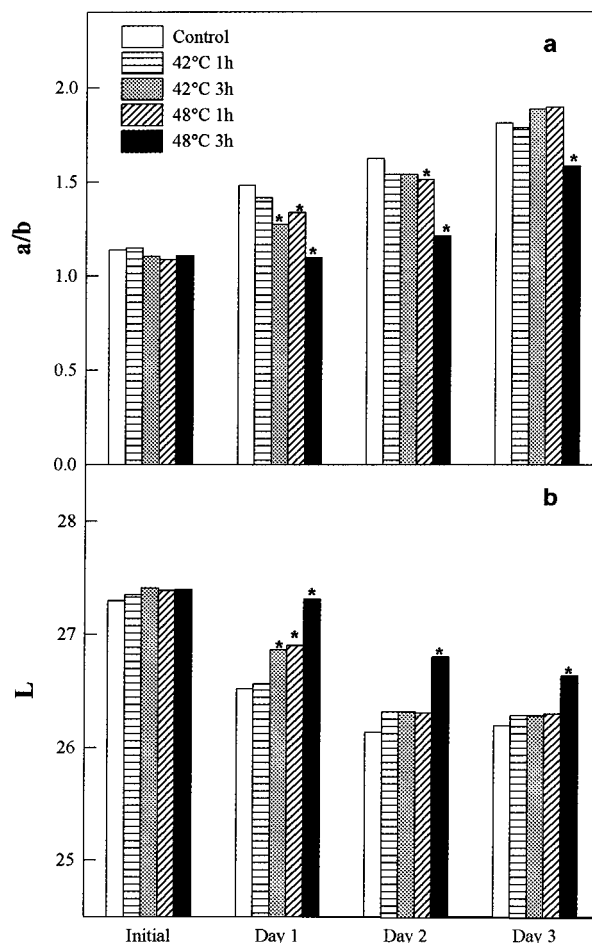 Control
42°C 1h
42°C 3h
48°C 1h
48°C 3h
a
2.0
1.5
1.0
0.5
0.0
a/b
* * *
* *
*
b
28
27
26
25
L
* * *
*
*
Initial Day 1 Day 2 Day 3